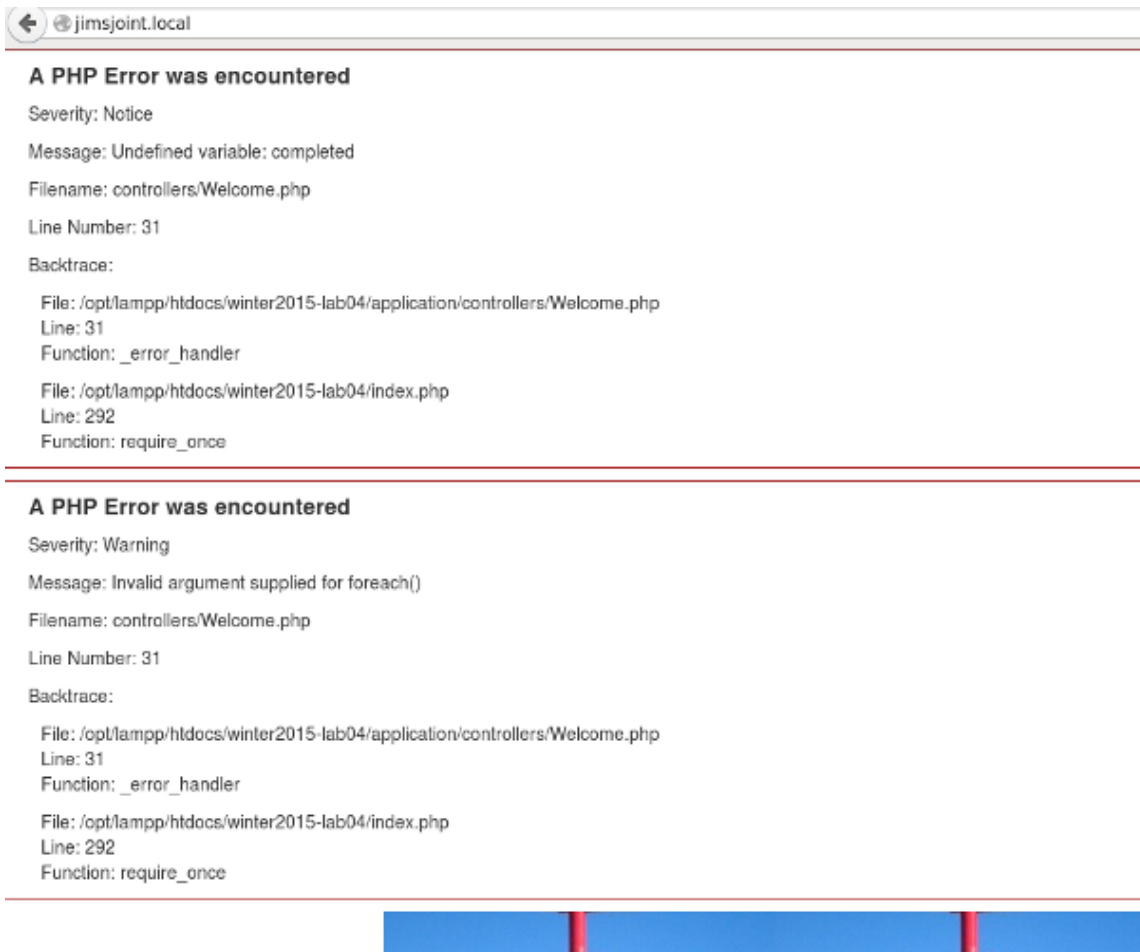 jimsjoint.local
A PHP Error was encountered
Severity: Notice
Message: Undefined variable: completed
Filename: controllers/Welcome.php
Line Number: 31
Backtrace:
File: /opt/lampp/htdocs/winter2015-lab04/application/controllers/Welcome.php
Line: 31
Function: _error_handler
File: /opt/lampp/htdocs/winter2015-lab04/index.php
Line: 292
Function: require_once
A PHP Error was encountered
Severity: Warning
Message: Invalid argument supplied for foreach()
Filename: controllers/Welcome.php
Line Number: 31
Backtrace:
File: /opt/lampp/htdocs/winter2015-lab04/application/controllers/Welcome.php
Line: 31
Function: _error_handler
File: /opt/lampp/htdocs/winter2015-lab04/index.php
Line: 292
Function: require_once